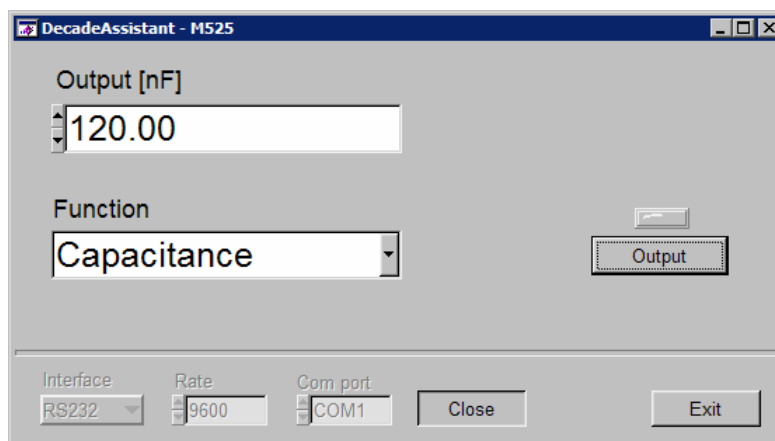 DecadeAssistant - M525
Output [nF]
120.00
Function
Capacitance
Output
Interface
Rate
Com port
RS232
9600
COM1
Close
Exit